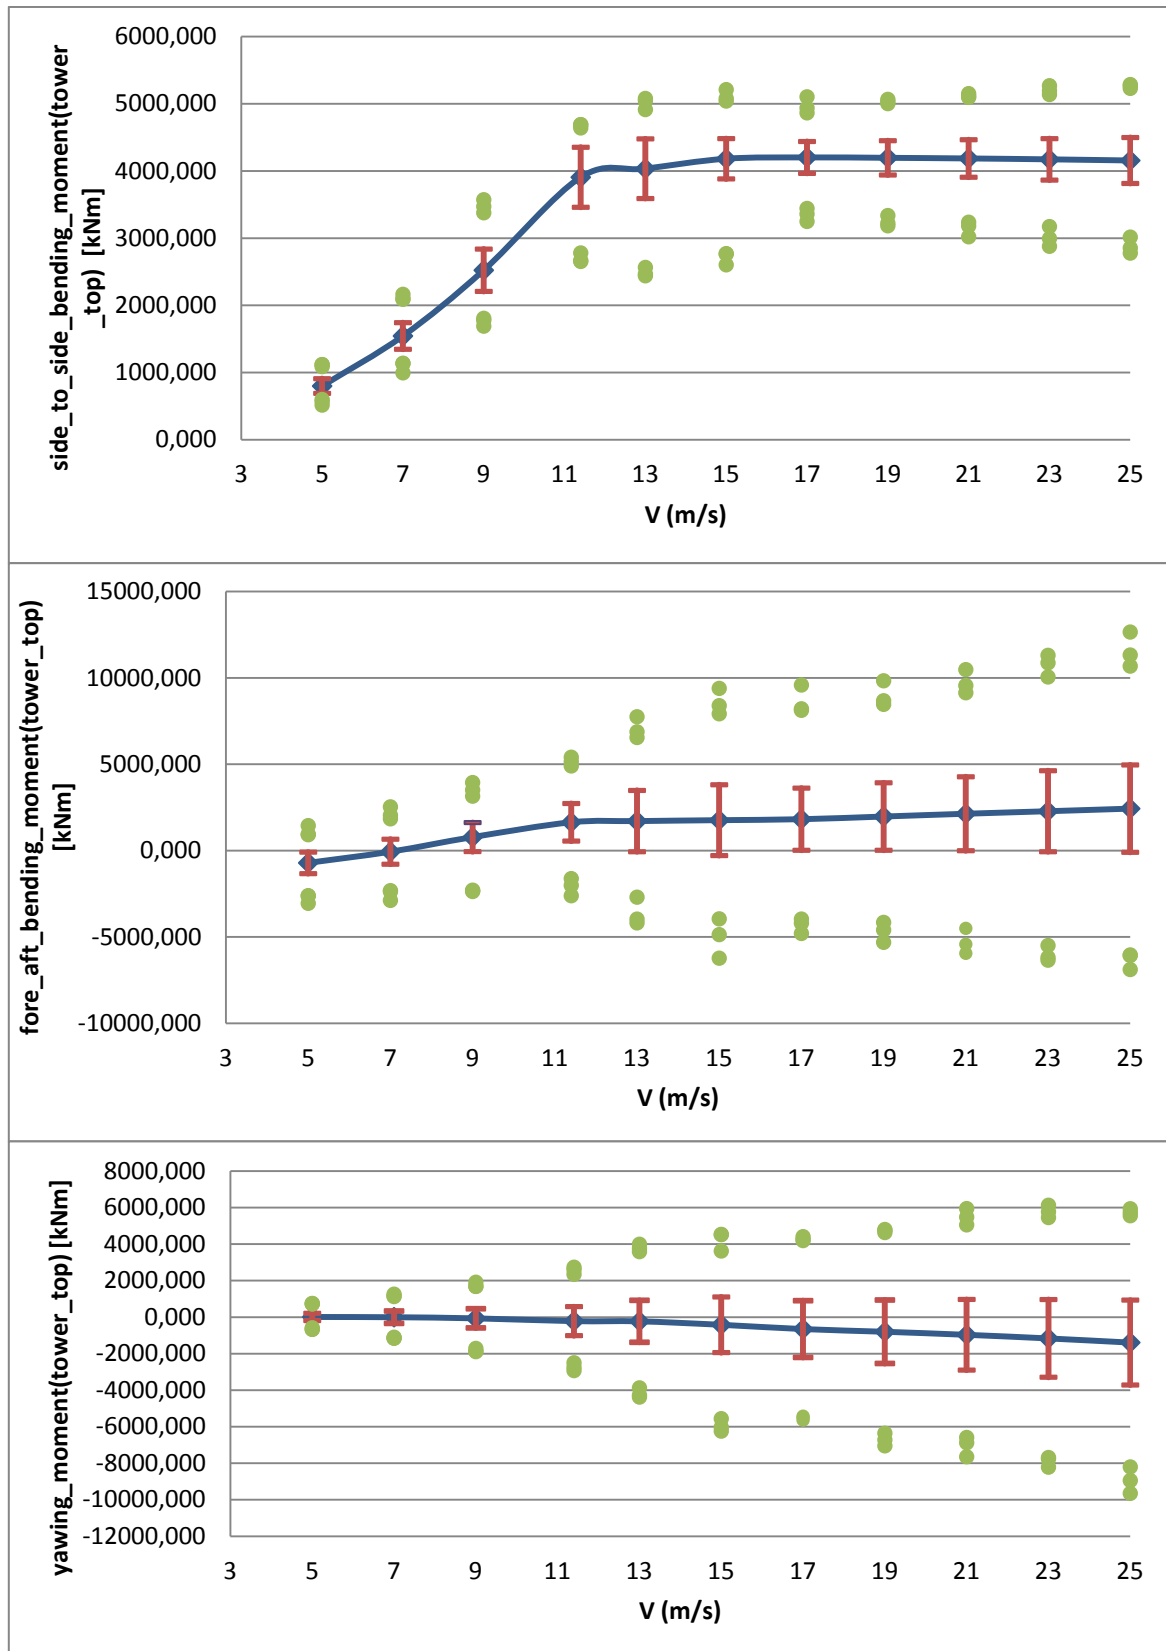 side_to_side_bending_moment(tower
_top) [kNm]
6000,000
5000,000
4000,000
3000,000
2000,000
1000,000
0,000
3 5 7 9 11 13 15 17 19 21 23 25
V (m/s)
fore_aft_bending_moment(tower_top)
[kNm]
15000,000
10000,000
5000,000
0,000
-5000,000
-10000,000
3 5 7 9 11 13 15 17 19 21 23 25
V (m/s)
yawing_moment(tower_top) [kNm]
8000,000
6000,000
4000,000
2000,000
0,000
-2000,000
-4000,000
-6000,000
-8000,000
-10000,000
-12000,000
3 5 7 9 11 13 15 17 19 21 23 25
V (m/s)